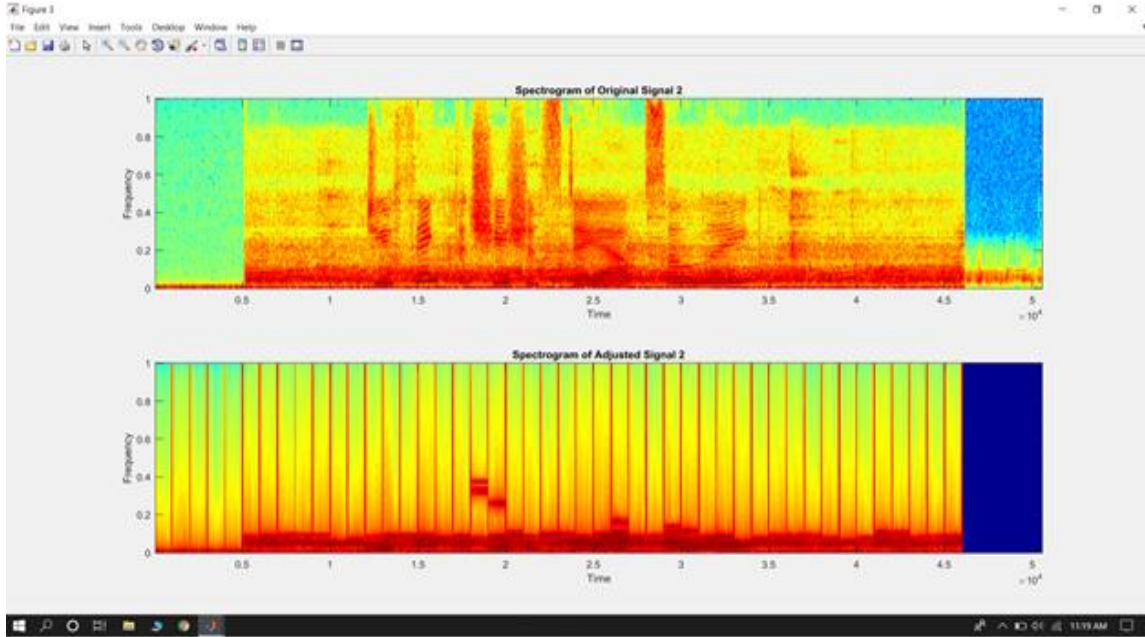 Figure 3
File Edit View Insert Tools Desktop Window Help
Spectrogram of Original Signal 2
1
0.8
0.6
0.4
0.2
0
Frequency
0.5 1 1.5 2 2.5 3 3.5 4 4.5 5
Time
× 10⁴
Spectrogram of Adjusted Signal 2
1
0.8
0.6
0.4
0.2
0
Frequency
0.5 1 1.5 2 2.5 3 3.5 4 4.5 5
Time
× 10⁴
11:19 AM